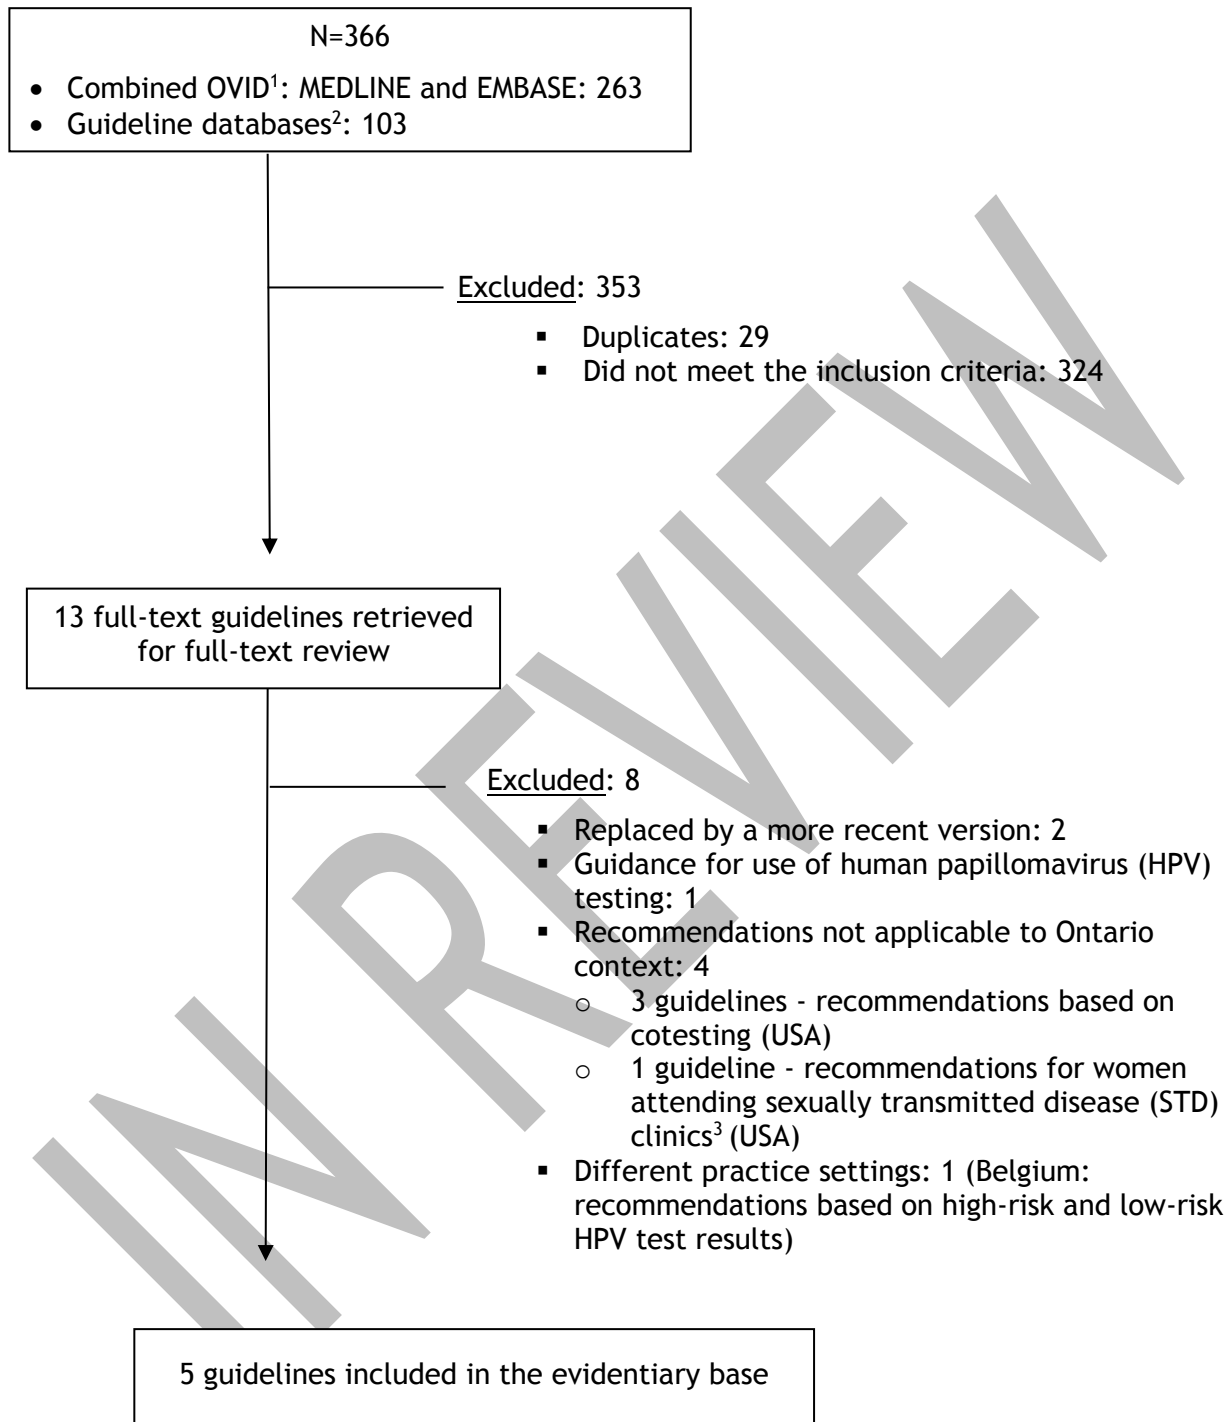 N=366
• Combined OVID¹: MEDLINE and EMBASE: 263
• Guideline databases²: 103
Excluded: 353
▪ Duplicates: 29
▪ Did not meet the inclusion criteria: 324
13 full-text guidelines retrieved
for full-text review
Excluded: 8
▪ Replaced by a more recent version: 2
▪ Guidance for use of human papillomavirus (HPV)
testing: 1
▪ Recommendations not applicable to Ontario
context: 4
o 3 guidelines - recommendations based on
cotesting (USA)
o 1 guideline - recommendations for women
attending sexually transmitted disease (STD)
clinics³ (USA)
▪ Different practice settings: 1 (Belgium:
recommendations based on high-risk and low-risk
HPV test results)
5 guidelines included in the evidentiary base
IN REVIEW